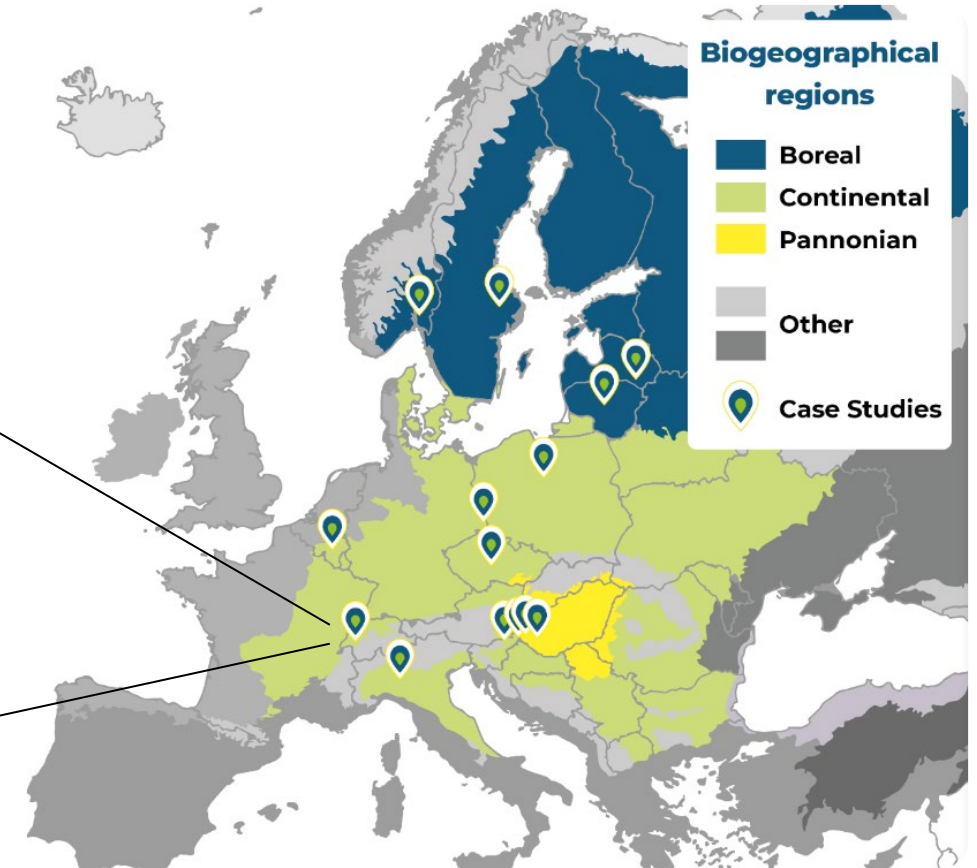 Biogeographical
regions
Boreal
Continental
Pannonian
Other
Case Studies